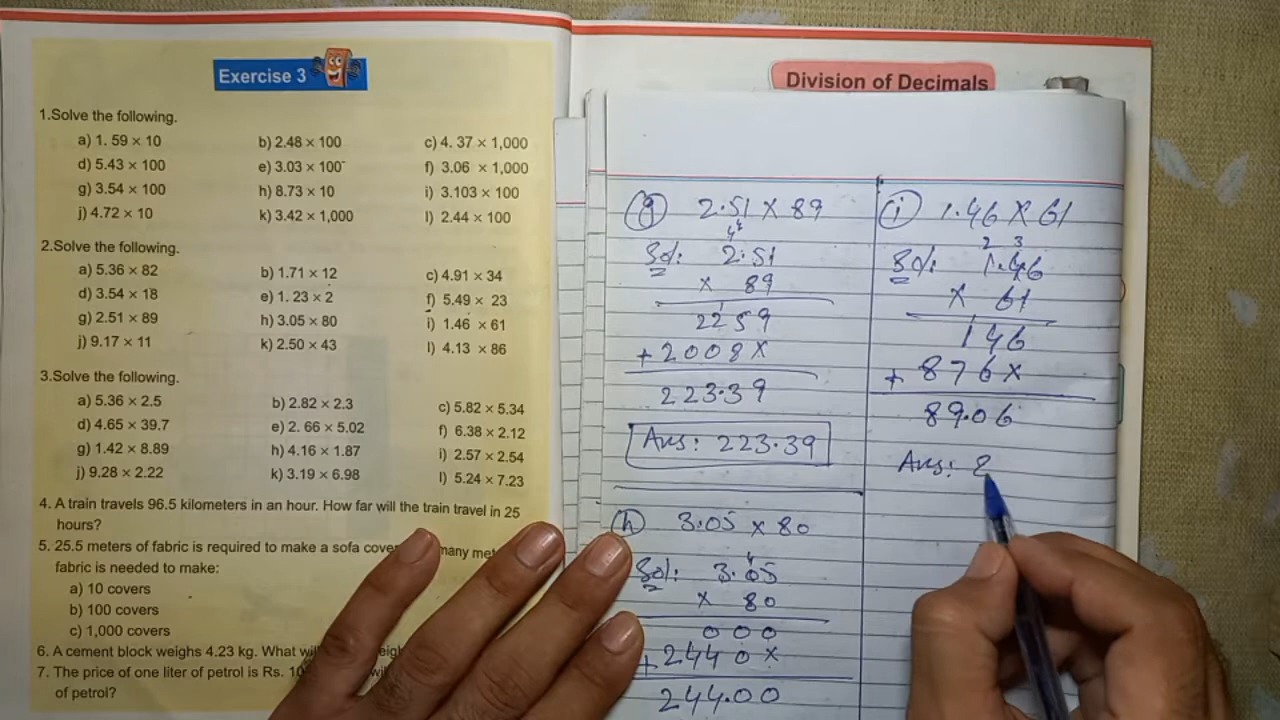 Exercise 3
1.Solve the following.
a) 1. 59 × 10 b) 2.48 × 100 c) 4. 37 × 1,000
d) 5.43 × 100 e) 3.03 × 100 f) 3.06 × 1,000
g) 3.54 × 100 h) 8.73 × 10 i) 3.103 × 100
j) 4.72 × 10 k) 3.42 × 1,000 l) 2.44 × 100
2.Solve the following.
a) 5.36 × 82 b) 1.71 × 12 c) 4.91 × 34
d) 3.54 × 18 e) 1. 23 × 2 f) 5.49 × 23
g) 2.51 × 89 h) 3.05 × 80 i) 1.46 × 61
j) 9.17 × 11 k) 2.50 × 43 l) 4.13 × 86
3.Solve the following.
a) 5.36 × 2.5 b) 2.82 × 2.3 c) 5.82 × 5.34
d) 4.65 × 39.7 e) 2. 66 × 5.02 f) 6.38 × 2.12
g) 1.42 × 8.89 h) 4.16 × 1.87 i) 2.57 × 2.54
j) 9.28 × 2.22 k) 3.19 × 6.98 l) 5.24 × 7.23
4. A train travels 96.5 kilometers in an hour. How far will the train travel in 25
hours?
5. 25.5 meters of fabric is required to make a sofa many
fabric is needed to make:
a) 10 covers
b) 100 covers
c) 1,000 covers
6. A cement block weighs 4.23 kg. What
7. The price of one liter of petrol is Rs.
of petrol?
Division of Decimals
g 2.51 × 89
Sol: 2.51
× 89
2259
+ 2008×
223.39
Ans: 223.39
h 3.05 × 80
4
Sol: 3.05
× 80
000
+ 2440×
244.00
i 1.46 × 61
2 3
Sol: 1.46
× 61
146
+ 876×
89.06
Ans: 8